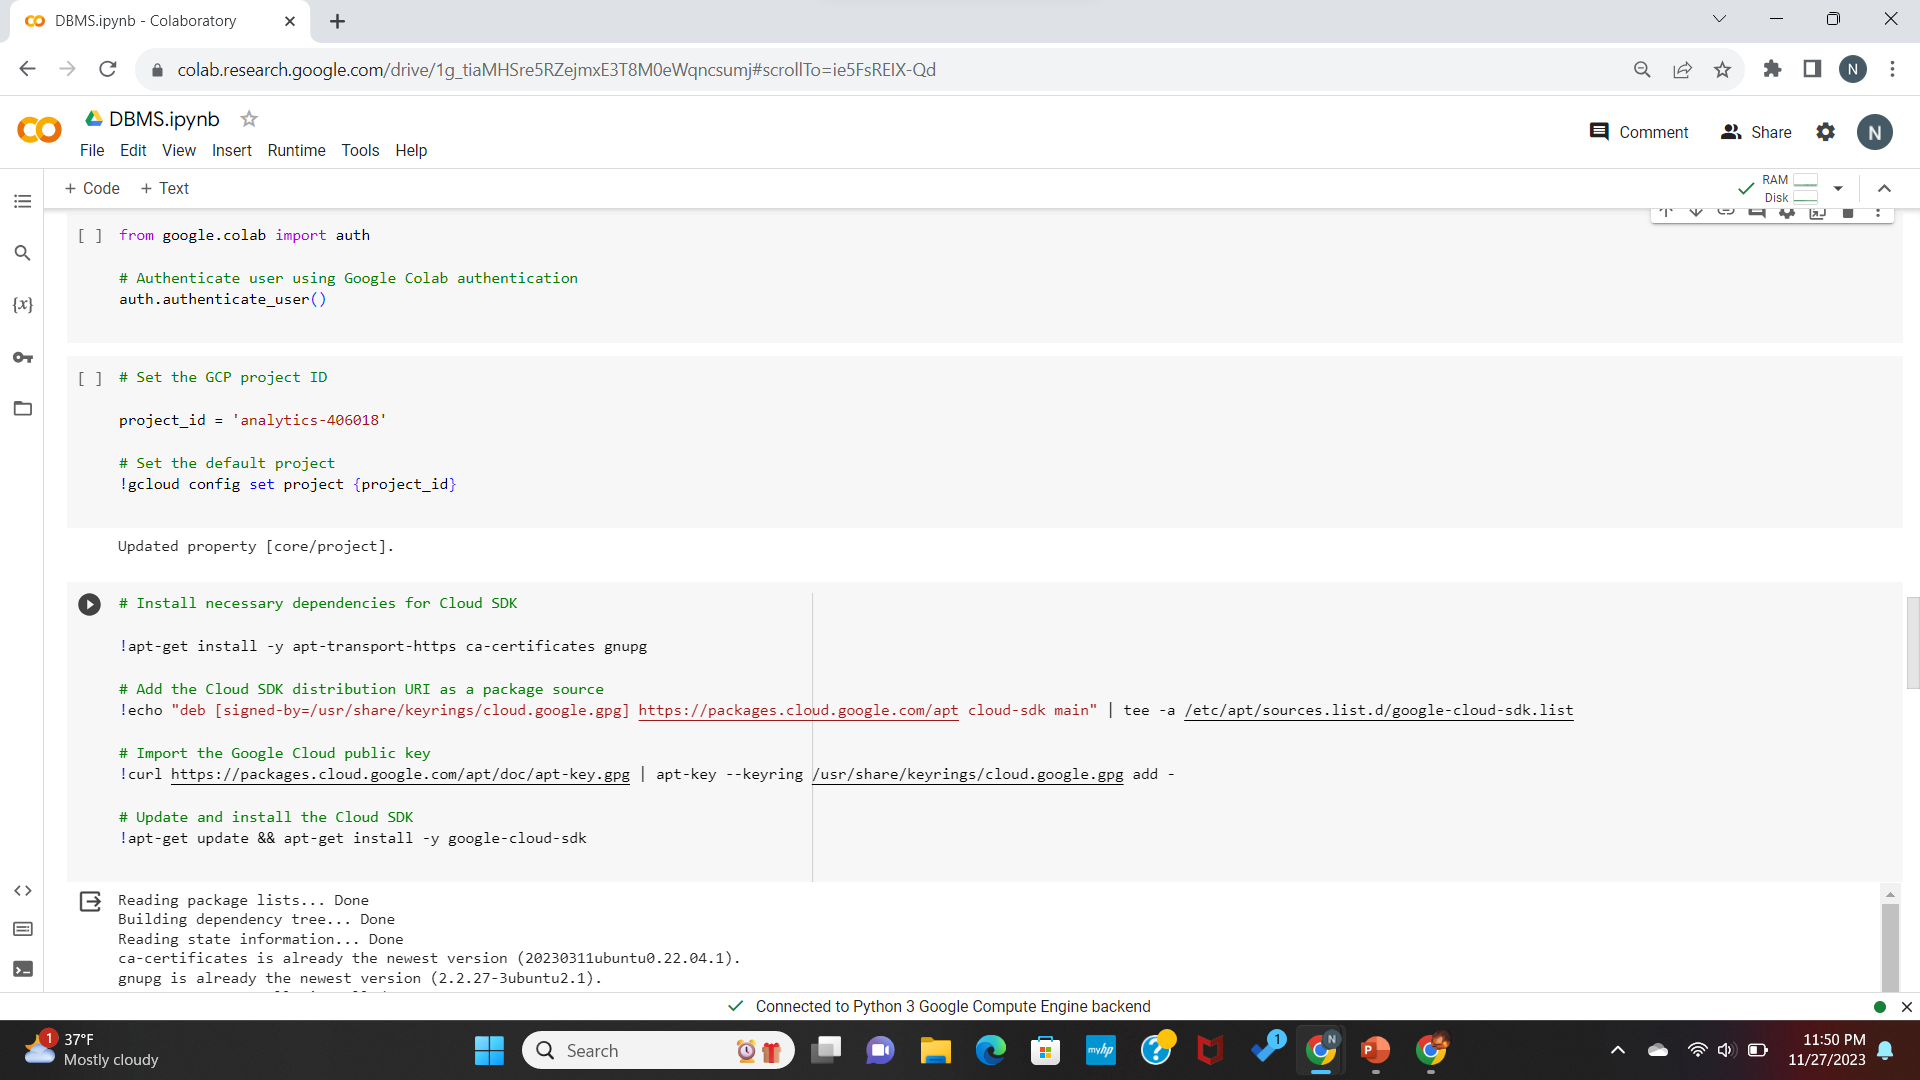 DBMS.ipynb - Colaboratory
colab.research.google.com/drive/1g_tiaMHSre5RZejmxE3T8M0eWqncsumj#scrollTo=ie5FsREIX-Qd
N
DBMS.ipynb
File Edit View Insert Runtime Tools Help
Comment Share N
+ Code + Text
RAM
Disk
[ ] from google.colab import auth
# Authenticate user using Google Colab authentication
auth.authenticate_user()
{x}
[ ] # Set the GCP project ID
project_id = 'analytics-406018'
# Set the default project
!gcloud config set project {project_id}
Updated property [core/project].
# Install necessary dependencies for Cloud SDK
!apt-get install -y apt-transport-https ca-certificates gnupg
# Add the Cloud SDK distribution URI as a package source
!echo "deb [signed-by=/usr/share/keyrings/cloud.google.gpg] https://packages.cloud.google.com/apt cloud-sdk main" | tee -a /etc/apt/sources.list.d/google-cloud-sdk.list
# Import the Google Cloud public key
!curl https://packages.cloud.google.com/apt/doc/apt-key.gpg | apt-key --keyring /usr/share/keyrings/cloud.google.gpg add -
# Update and install the Cloud SDK
!apt-get update && apt-get install -y google-cloud-sdk
Reading package lists... Done
Building dependency tree... Done
Reading state information... Done
ca-certificates is already the newest version (20230311ubuntu0.22.04.1).
gnupg is already the newest version (2.2.27-3ubuntu2.1).
Connected to Python 3 Google Compute Engine backend
1
37°F
Mostly cloudy
Search
myhp
1
N
11:50 PM
11/27/2023